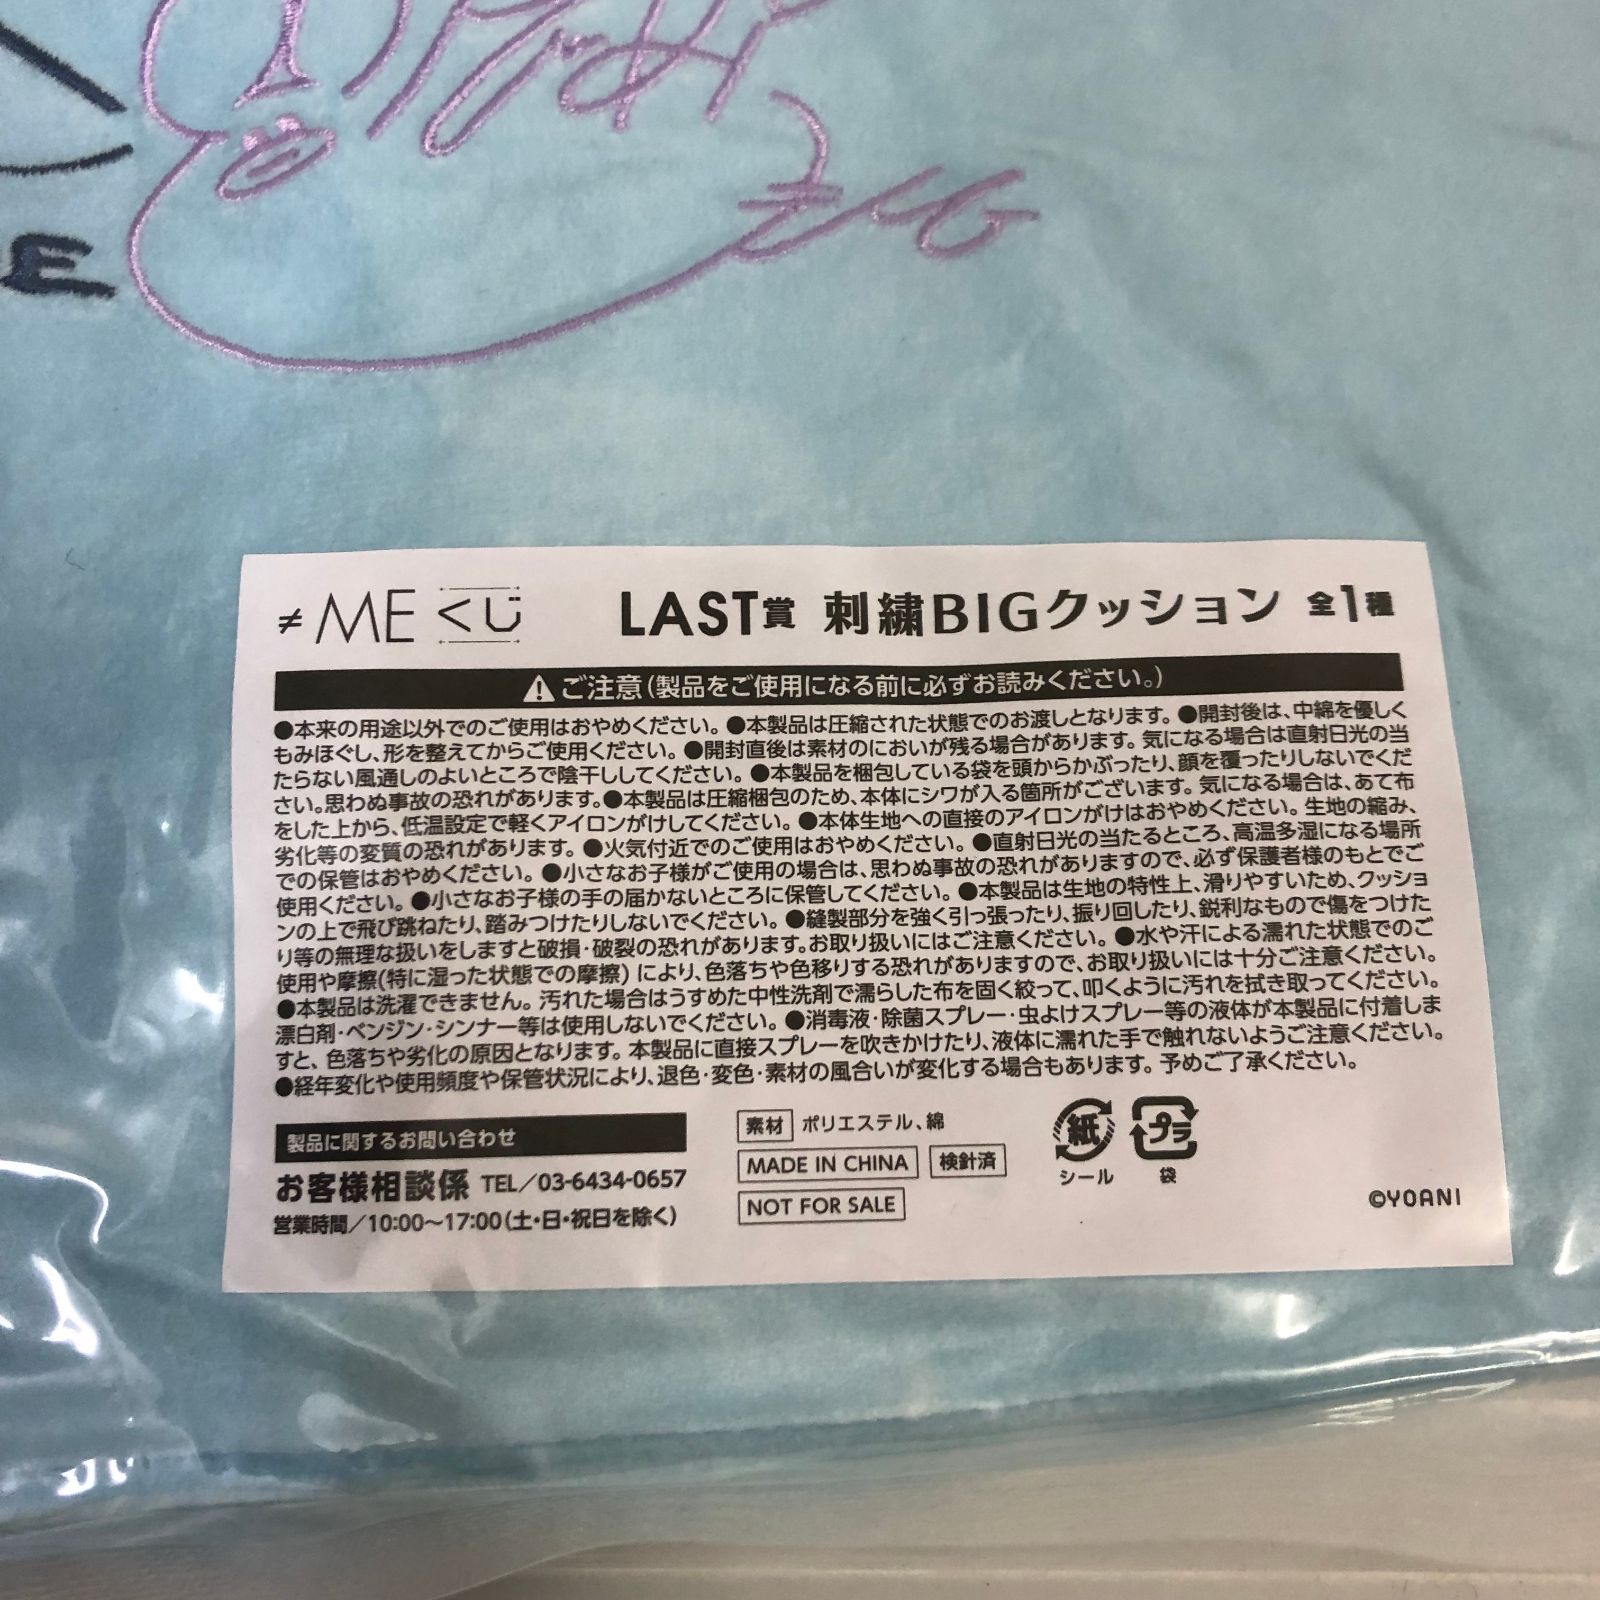 E
≠ME くじ LAST賞 刺繍BIGクッション 全1種
ご注意(製品をご使用になる前に必ずお読みください。)
●本来の用途以外でのご使用はおやめください。●本製品は圧縮された状態でのお渡しとなります。●開封後は、中綿を優しく
もみほぐし、形を整えてからご使用ください。●開封直後は素材のにおいが残る場合があります。気になる場合は直射日光の当
たらない風通しのよいところで陰干ししてください。●本製品を梱包している袋を頭からかぶったり、顔を覆ったりしないでくだ
さい。思わぬ事故の恐れがあります。●本製品は圧縮梱包のため、本体にシワが入る箇所がございます。気になる場合は、あて布
をした上から、低温設定で軽くアイロンがけしてください。●本体生地への直接のアイロンがけはおやめください。生地の縮み、
劣化等の変質の恐れがあります。●火気付近でのご使用はおやめください。●直射日光の当たるところ、高温多湿になる場所
での保管はおやめください。●小さなお子様がご使用の場合は、思わぬ事故の恐れがありますので、必ず保護者様のもとでご
使用ください。●小さなお子様の手の届かないところに保管してください。●本製品は生地の特性上、滑りやすいため、クッショ
ンの上で飛び跳ねたり、踏みつけたりしないでください。●縫製部分を強く引っ張ったり、振り回したり、鋭利なもので傷をつけた
り等の無理な扱いをしますと破損・破裂の恐れがあります。お取り扱いにはご注意ください。●水や汗による濡れた状態でのご
使用や摩擦(特に湿った状態での摩擦)により、色落ちや色移りする恐れがありますので、お取り扱いには十分ご注意ください。
●本製品は洗濯できません。汚れた場合はうすめた中性洗剤で濡らした布を固く絞って、叩くように汚れを拭き取ってください。
漂白剤・ベンジン・シンナー等は使用しないでください。●消毒液・除菌スプレー・虫よけスプレー等の液体が本製品に付着しま
すと、色落ちや劣化の原因となります。本製品に直接スプレーを吹きかけたり、液体に濡れた手で触れないようご注意ください。
●経年変化や使用頻度や保管状況により、退色・変色・素材の風合いが変化する場合もあります。予めご了承ください。
製品に関するお問い合わせ
お客様相談係 TEL/03-6434-0657
営業時間/10:00〜17:00(土・日・祝日を除く)
素材 ポリエステル、綿
MADE IN CHINA 検針済
NOT FOR SALE
紙 プラ
シール 袋
©YOANI